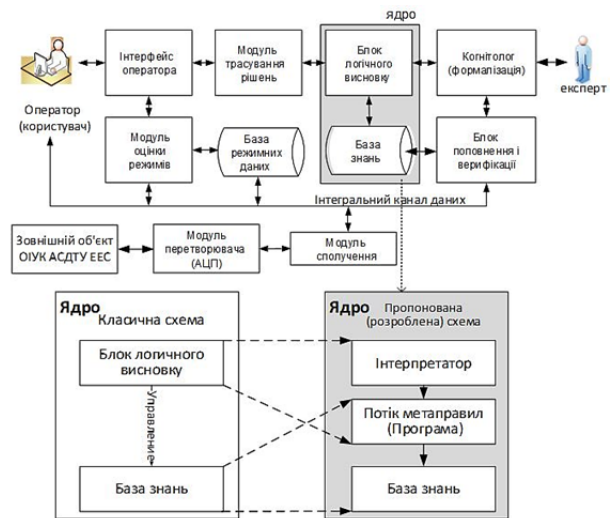 ядро
Інтерфейс
оператора
Модуль
трасування
рішень
Блок
логічного
висновку
Когнітолог
(формалізація)
експерт
Оператор
(користувач)
Модуль
оцінки
режимів
База
режимних
даних
База
знань
Блок
поповнення і
верифікації
Інтегральний канал даних
Зовнішній об'єкт
ОІУК АСДТУ ЕЕС
Модуль
перетворювача
(АЦП)
Модуль
сполучення
Ядро
Класична схема
Блок логичного
висновку
Управление
База знань
Ядро
Пропонована
(розроблена) схема
Інтерпретатор
Потік метаправил
(Програма)
База знань